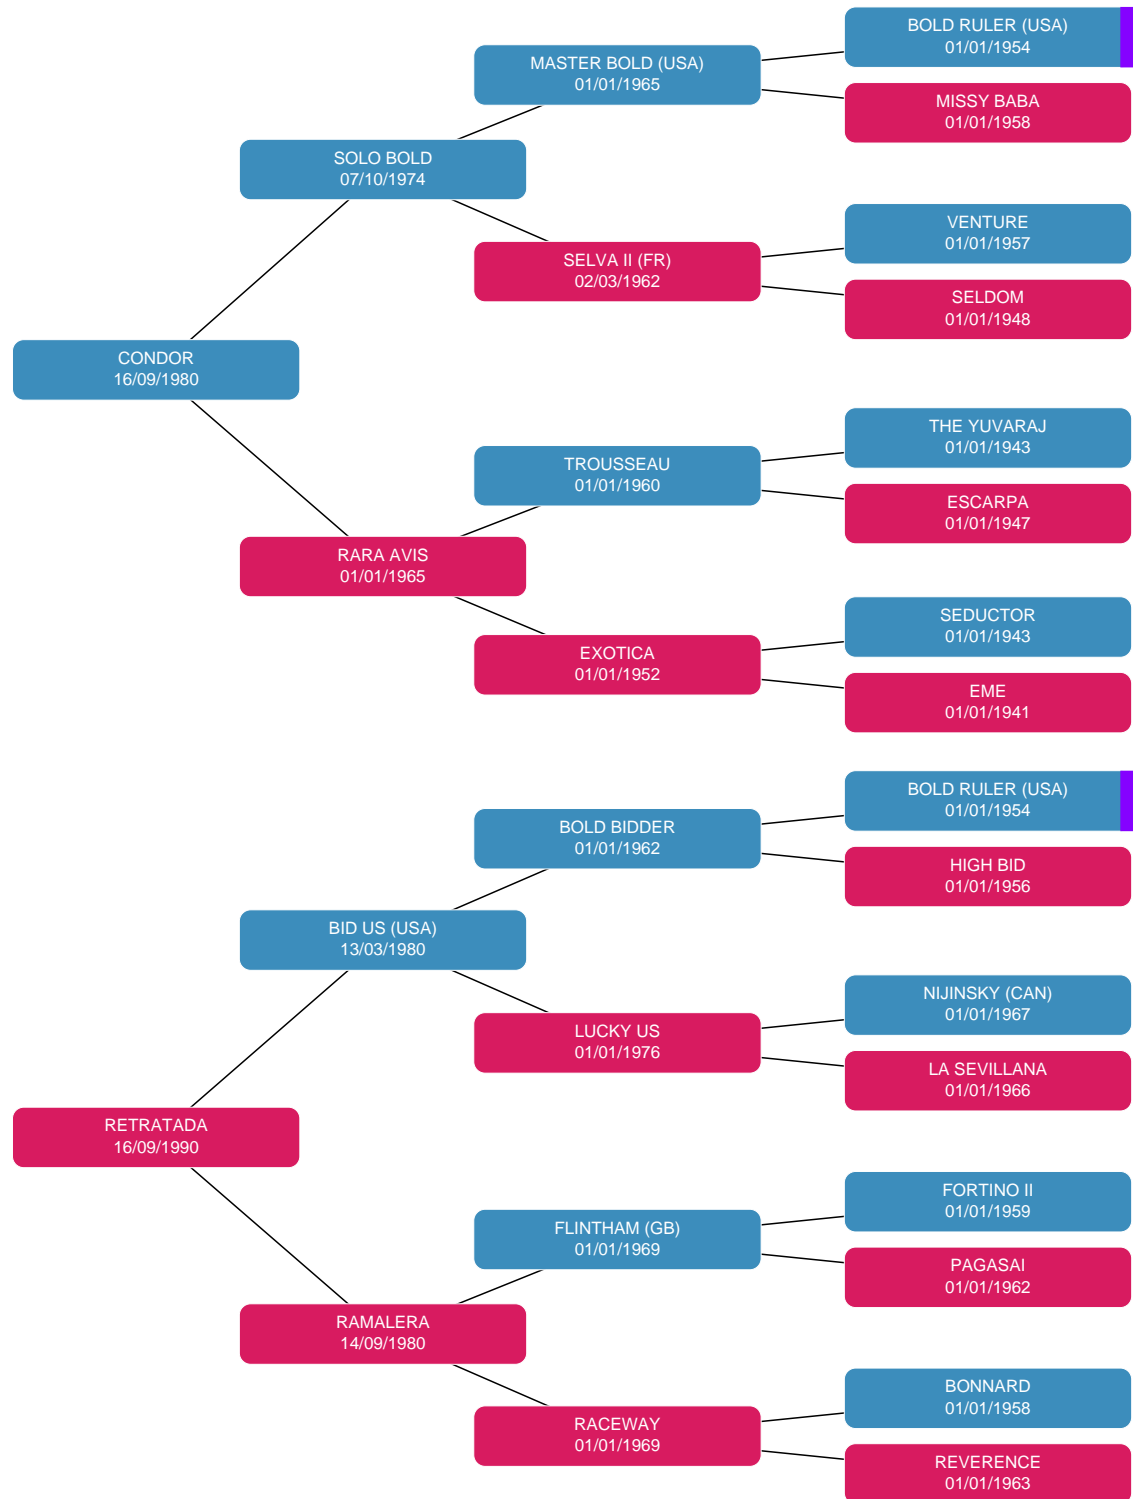 BOLD RULER (USA)
01/01/1954
MASTER BOLD (USA)
01/01/1965
MISSY BABA
01/01/1958
SOLO BOLD
07/10/1974
VENTURE
01/01/1957
SELVA II (FR)
02/03/1962
SELDOM
01/01/1948
CONDOR
16/09/1980
THE YUVARAJ
01/01/1943
TROUSSEAU
01/01/1960
ESCARPA
01/01/1947
RARA AVIS
01/01/1965
SEDUCTOR
01/01/1943
EXOTICA
01/01/1952
EME
01/01/1941
BOLD RULER (USA)
01/01/1954
BOLD BIDDER
01/01/1962
HIGH BID
01/01/1956
BID US (USA)
13/03/1980
NIJINSKY (CAN)
01/01/1967
LUCKY US
01/01/1976
LA SEVILLANA
01/01/1966
RETRATADA
16/09/1990
FORTINO II
01/01/1959
FLINTHAM (GB)
01/01/1969
PAGASAI
01/01/1962
RAMALERA
14/09/1980
BONNARD
01/01/1958
RACEWAY
01/01/1969
REVERENCE
01/01/1963